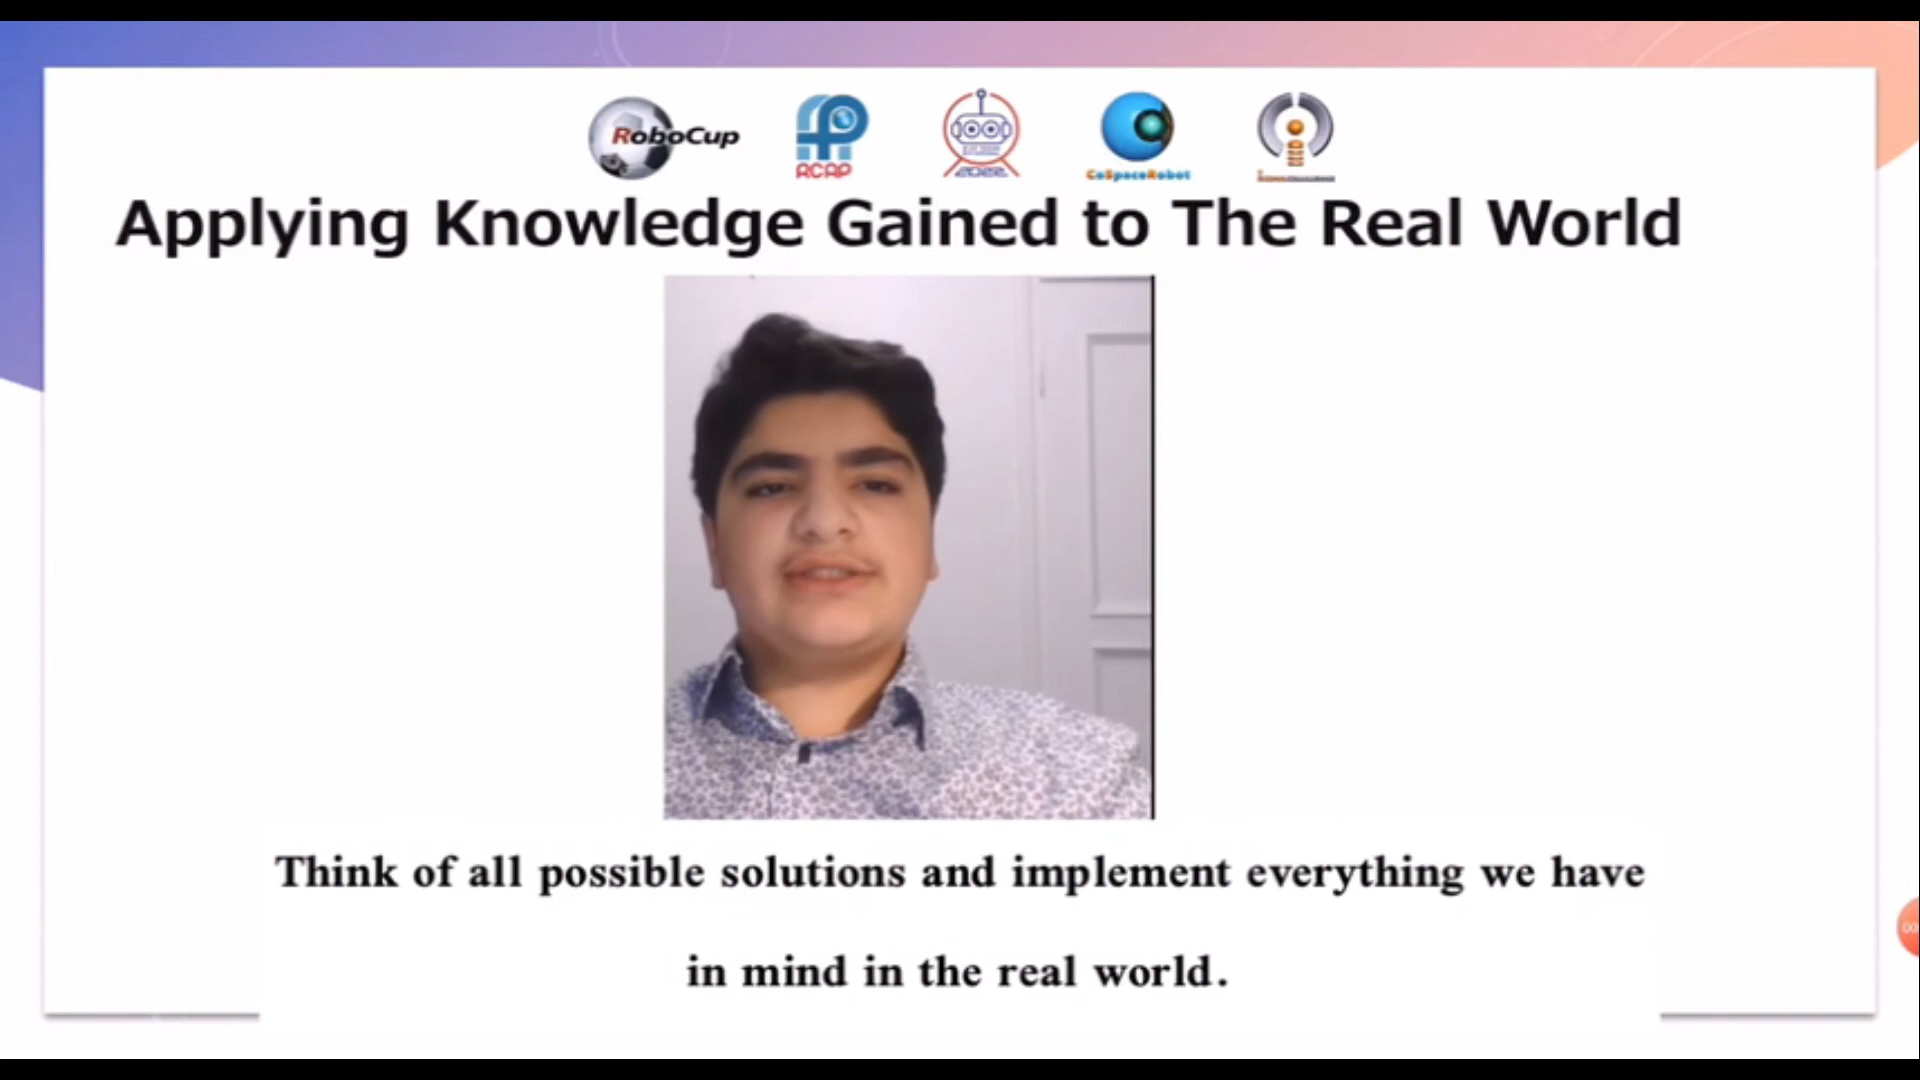 RoboCup
RCAP
CoSpaceRobot
Applying Knowledge Gained to The Real World
Think of all possible solutions and implement everything we have
in mind in the real world.
00